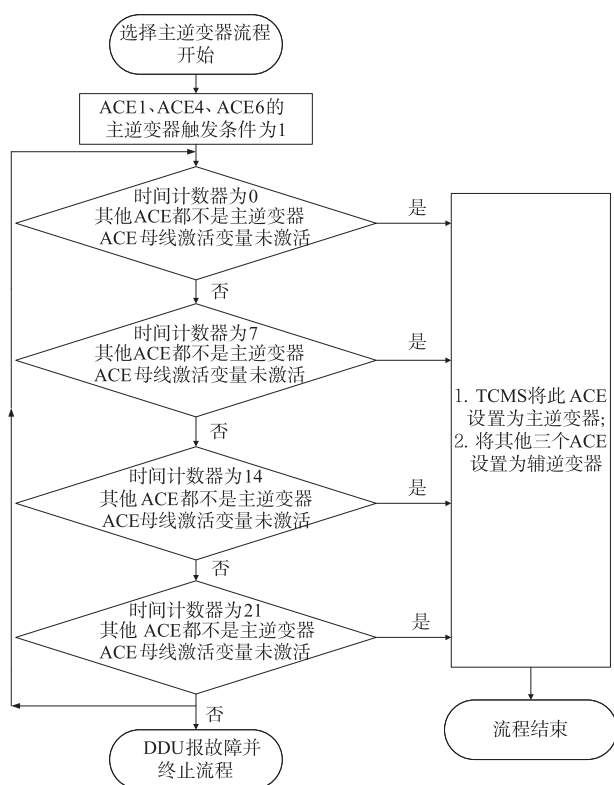 选择主逆变器流程
开始
ACE1、ACE4、ACE6的
主逆变器触发条件为1
时间计数器为0
其他ACE都不是主逆变器
ACE母线激活变量未激活
是
否
时间计数器为7
其他ACE都不是主逆变器
ACE母线激活变量未激活
是
否
时间计数器为14
其他ACE都不是主逆变器
ACE母线激活变量未激活
是
否
时间计数器为21
其他 ACE都不是主逆变器
ACE母线激活变量未激活
是
否
DDU报故障并
终止流程
1. TCMS将此 ACE
设置为主逆变器;
2. 将其他三个ACE
设置为辅逆变器
流程结束